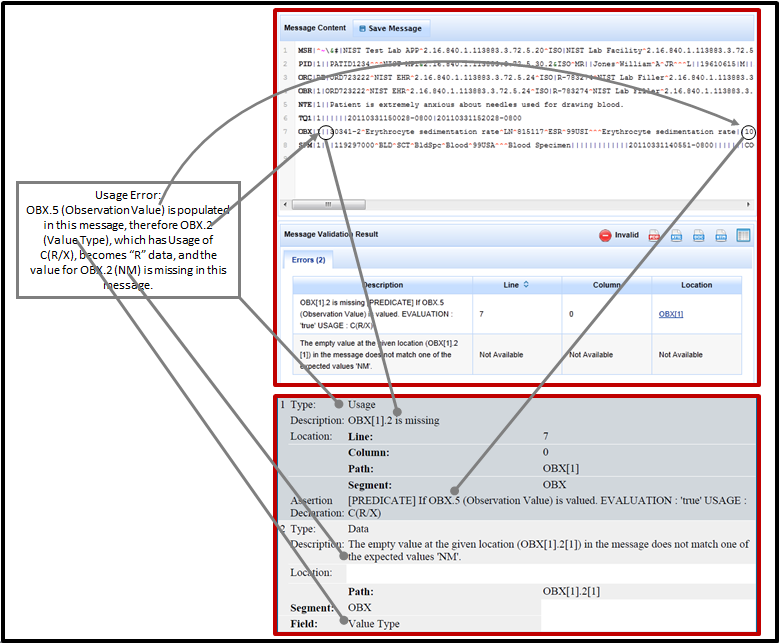 Message Content
Save Message
1 MSH|^~\&#|NIST Test Lab APP^2.16.840.1.113883.3.72.5.20^ISO|NIST Lab Facility^2.16.840.1.113883.3.72.5
2 PID|1||PATID1234^^^NIST MPI&2.16.840.1.113883.3.72.5.30.2&ISO^MR||Jones^William^A^JR^^^L||19610615|M||
3 ORC|RE|ORD723222^NIST EHR^2.16.840.1.113883.3.72.5.24^ISO|R-783274^NIST Lab Filler^2.16.840.1.113883.3.
4 OBR|1|ORD723222^NIST EHR^2.16.840.1.113883.3.72.5.24^ISO|R-783274^NIST Lab Filler^2.16.840.1.113883.3.
5 NTE|1||Patient is extremely anxious about needles used for drawing blood.
6 TQ1|1||||||20110331150028-0800|20110331152028-0800
7 OBX|1||30341-2^Erythrocyte sedimentation rate^LN^815117^ESR^99USI^^^Erythrocyte sedimentation rate||10
8 SPM|1|||119297000^BLD^SCT^BldSpc^Blood^99USA^^^Blood Specimen|||||||||||||20110331140551-0800|||||||CO
Usage Error:
OBX.5 (Observation Value) is populated
in this message, therefore OBX.2
(Value Type), which has Usage of
C(R/X), becomes “R” data, and the
value for OBX.2 (NM) is missing in this
message.
Message Validation Result
Invalid
Errors (2)
Description Line Column Location
OBX[1].2 is missing [PREDICATE] If OBX.5
(Observation Value) is valued. EVALUATION :
'true' USAGE : C(R/X)
7 0 OBX[1]
The empty value at the given location (OBX[1].2
[1]) in the message does not match one of the
expected values 'NM'.
Not Available Not Available Not Available
1 Type: Usage
Description: OBX[1].2 is missing
Location: Line: 7
Column: 0
Path: OBX[1]
Segment: OBX
Assertion [PREDICATE] If OBX.5 (Observation Value) is valued. EVALUATION : 'true' USAGE :
Declaration: C(R/X)
2 Type: Data
Description: The empty value at the given location (OBX[1].2[1]) in the message does not match one of
the expected values 'NM'.
Location:
Path: OBX[1].2[1]
Segment: OBX
Field: Value Type